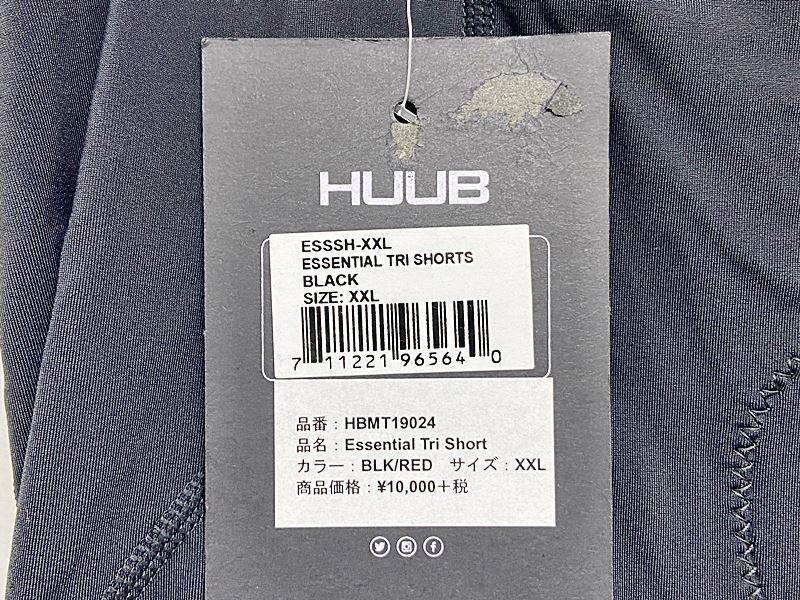 HUUB
ESSSH-XXL
ESSENTIAL TRI SHORTS
BLACK
SIZE: XXL
7 11221 96564 0
品番：HBMT19024
品名：Essential Tri Short
カラー：BLK/RED　サイズ：XXL
商品価格：¥10,000＋税